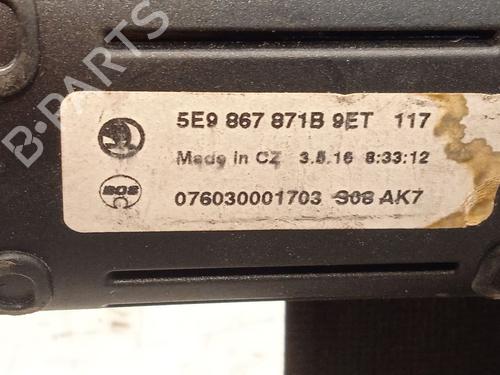 B-PARTS
5E9 867 871B 9ET 117
Made in CZ 3.5.16 8:33:12
BOS
C
076030001703 S08 AK7